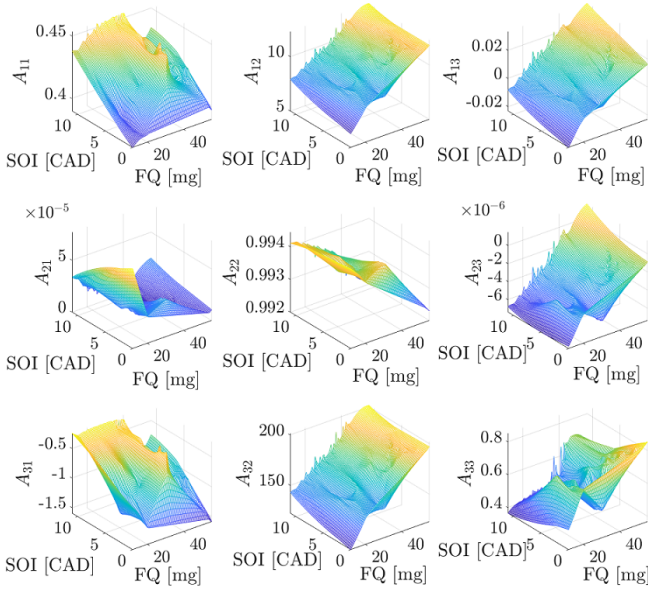 0.45
0.4
A11
10
5
0
SOI [CAD]
20
40
FQ [mg]
10
5
A12
10
5
0
SOI [CAD]
20
40
FQ [mg]
0.02
0
-0.02
A13
10
5
0
SOI [CAD]
20
40
FQ [mg]
×10-5
5
0
A21
10
5
0
SOI [CAD]
20
40
FQ [mg]
0.994
0.993
0.992
A22
10
5
0
SOI [CAD]
20
40
FQ [mg]
×10-6
0
-2
-4
-6
A23
10
5
0
SOI [CAD]
20
40
FQ [mg]
-0.5
-1
-1.5
A31
10
5
0
SOI [CAD]
20
40
FQ [mg]
200
150
A32
10
5
0
SOI [CAD]
20
40
FQ [mg]
0.8
0.6
0.4
A33
10
5
0
SOI [CAD]
20
40
FQ [mg]